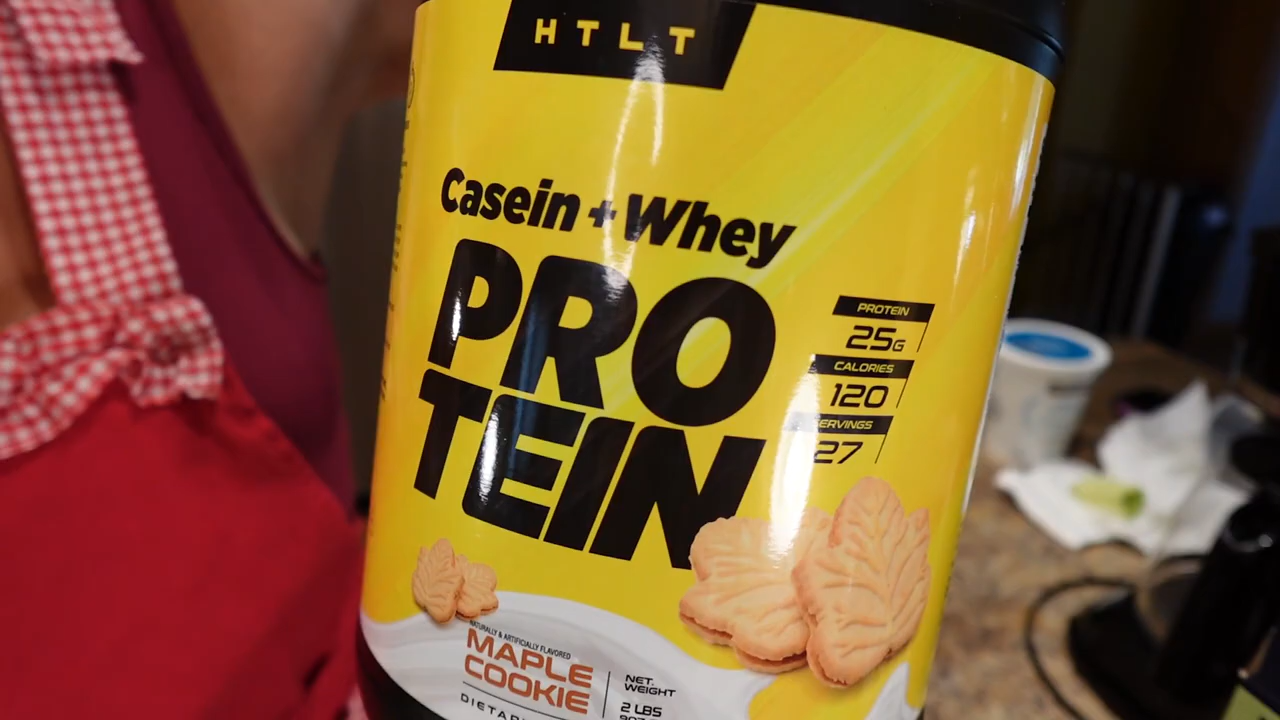 HTLT
Casein + Whey
PRO
TEIN
PROTEIN
25G
CALORIES
120
SERVINGS
27
NATURALLY & ARTIFICIALLY FLAVORED
MAPLE
COOKIE
NET.
WEIGHT
2 LBS